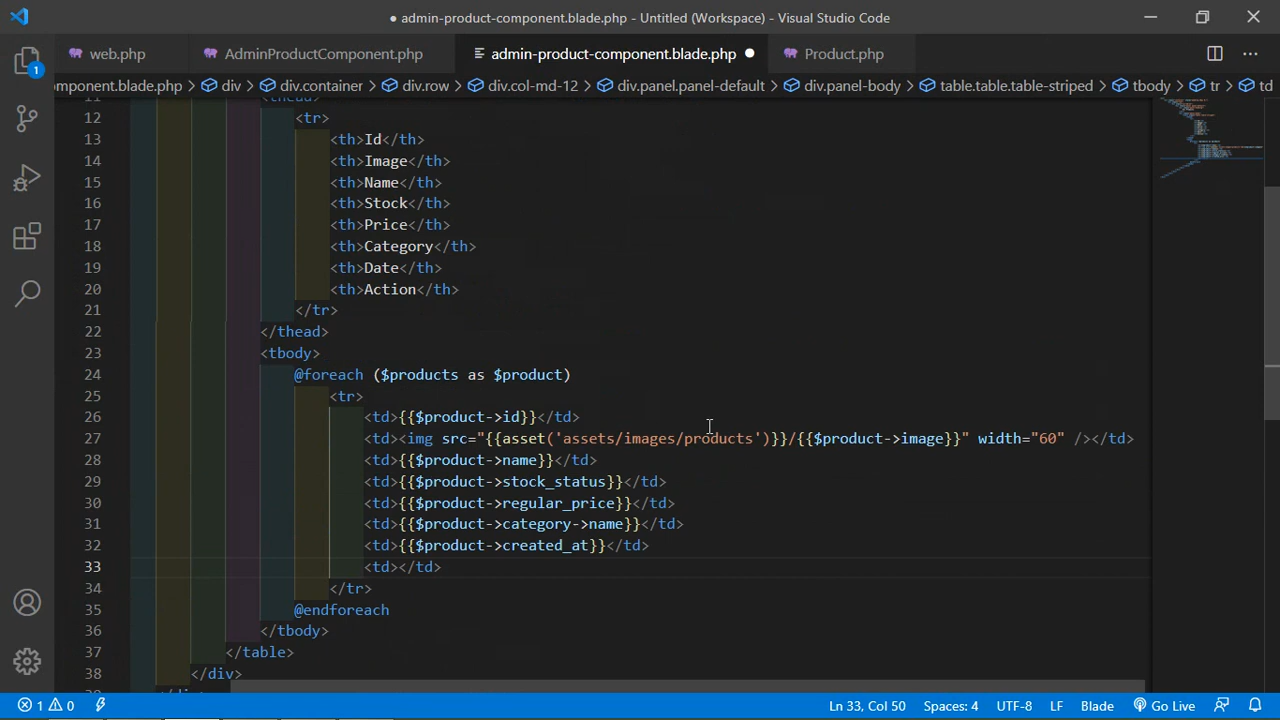 ● admin-product-component.blade.php - Untitled (Workspace) - Visual Studio Code
web.php
AdminProductComponent.php
admin-product-component.blade.php
Product.php
1
omponent.blade.php › div › div.container › div.row › div.col-md-12 › div.panel.panel-default › div.panel-body › table.table.table-striped › tbody › tr › td
11 <thead>
12 <tr>
13 <th>Id</th>
14 <th>Image</th>
15 <th>Name</th>
16 <th>Stock</th>
17 <th>Price</th>
18 <th>Category</th>
19 <th>Date</th>
20 <th>Action</th>
21 </tr>
22 </thead>
23 <tbody>
24 @foreach ($products as $product)
25 <tr>
26 <td>{{$product->id}}</td>
27 <td><img src="{{asset('assets/images/products')}}/{{$product->image}}" width="60" /></td>
28 <td>{{$product->name}}</td>
29 <td>{{$product->stock_status}}</td>
30 <td>{{$product->regular_price}}</td>
31 <td>{{$product->category->name}}</td>
32 <td>{{$product->created_at}}</td>
33 <td></td>
34 </tr>
35 @endforeach
36 </tbody>
37 </table>
38 </div>
1 0
Ln 33, Col 50
Spaces: 4
UTF-8
LF
Blade
Go Live